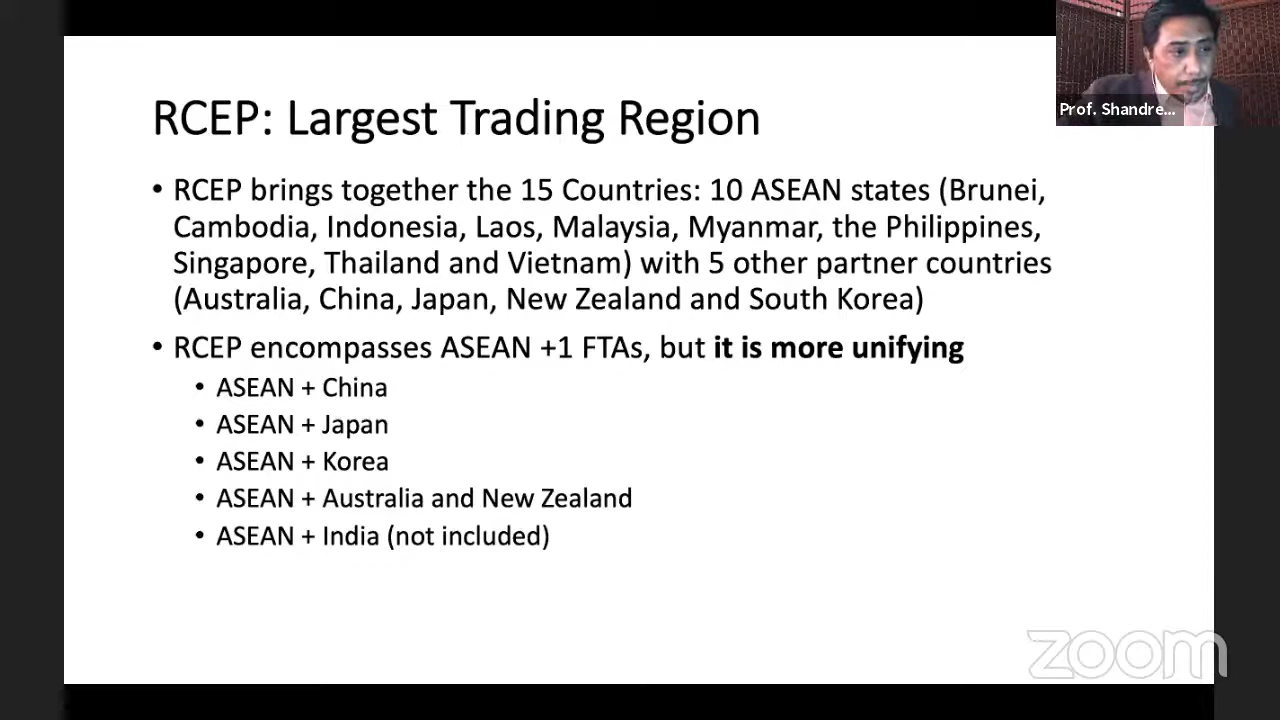 RCEP: Largest Trading Region
Prof. Shandre...
• RCEP brings together the 15 Countries: 10 ASEAN states (Brunei,
Cambodia, Indonesia, Laos, Malaysia, Myanmar, the Philippines,
Singapore, Thailand and Vietnam) with 5 other partner countries
(Australia, China, Japan, New Zealand and South Korea)
• RCEP encompasses ASEAN +1 FTAs, but it is more unifying
• ASEAN + China
• ASEAN + Japan
• ASEAN + Korea
• ASEAN + Australia and New Zealand
• ASEAN + India (not included)
zoom